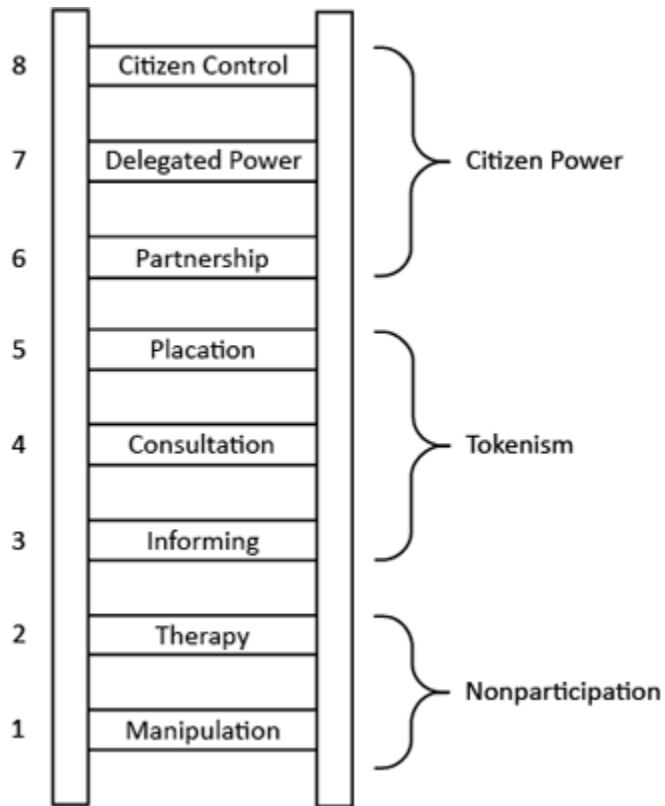 8 Citizen Control
7 Delegated Power Citizen Power
6 Partnership
5 Placation
4 Consultation Tokenism
3 Informing
2 Therapy
Nonparticipation
1 Manipulation